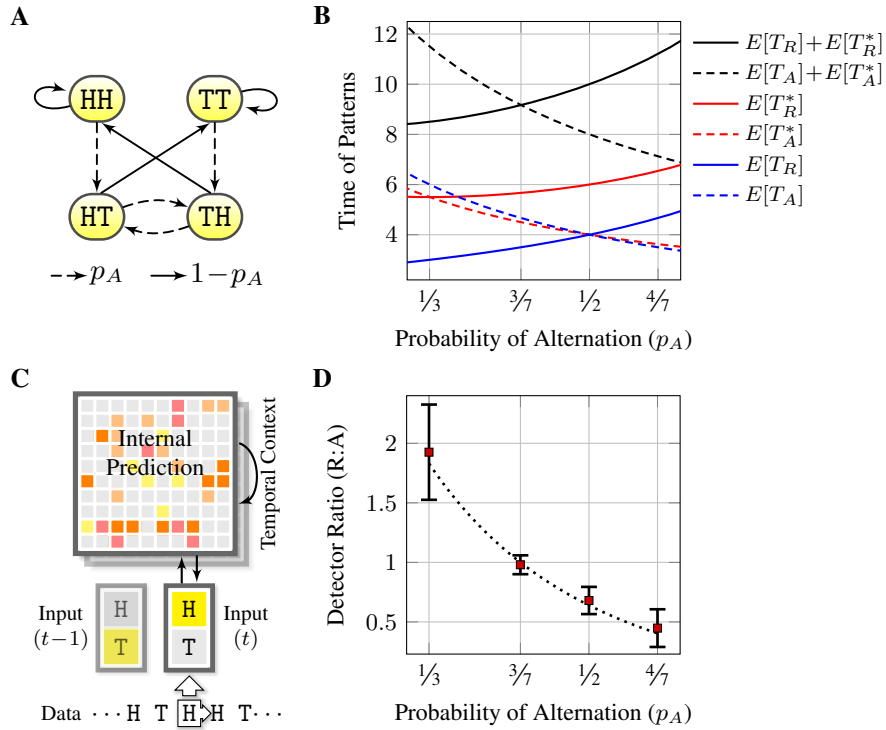 A
HH
TT
HT
TH
p_A
1−p_A
B
Time of Patterns
12
10
8
6
4
⅓
3/7
½
4/7
Probability of Alternation (p_A)
E[T_R]+E[T_R^*]
E[T_A]+E[T_A^*]
E[T_R^*]
E[T_A^*]
E[T_R]
E[T_A]
C
Internal
Prediction
Temporal Context
Input
(t−1)
H
T
H
T
Input
(t)
Data ··· H T H H T ···
D
Detector Ratio (R:A)
2
1.5
1
0.5
⅓
3/7
½
4/7
Probability of Alternation (p_A)